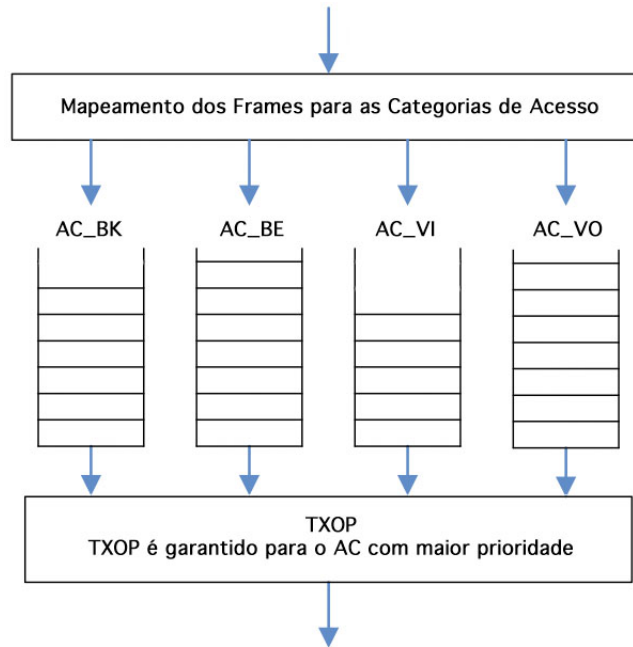 Mapeamento dos Frames para as Categorias de Acesso
AC_BK
AC_BE
AC_VI
AC_VO
TXOP
TXOP é garantido para o AC com maior prioridade